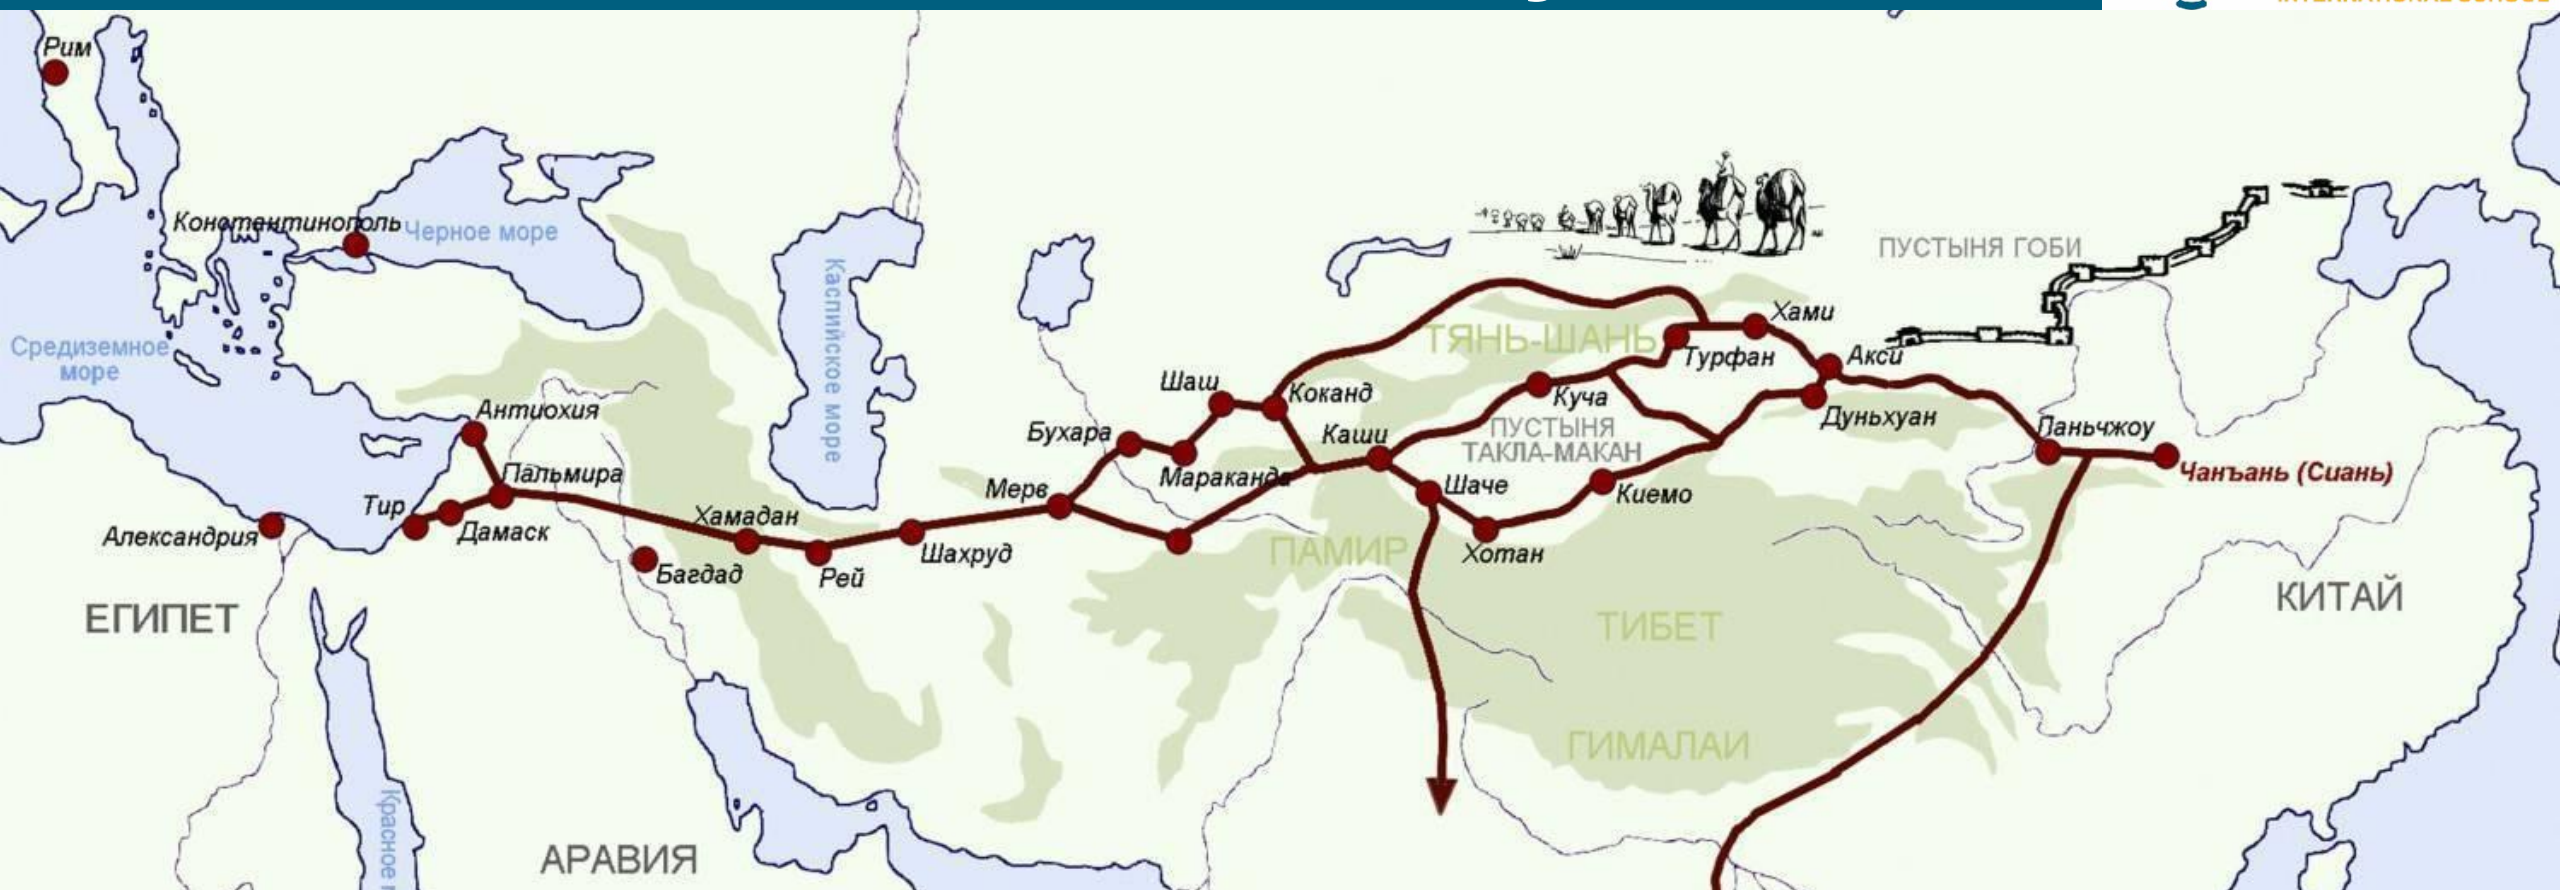 Рим
Константинополь
Черное море
Каспийское море
Средиземное
море
ПУСТЫНЯ ГОБИ
ТЯНЬ-ШАНЬ
Хами
Турфан
Акси
Шаш
Коканд
Куча
Дуньхуан
Антиохия
Бухара
Каши
ПУСТЫНЯ
ТАКЛА-МАКАН
Ланьчжоу
Чанъань (Сиань)
Пальмира
Мараканда
Мерв
Шаче
Киемо
Тир
Дамаск
Хамадан
Александрия
Шахруд
Хотан
ПАМИР
Багдад
Рей
ЕГИПЕТ
ТИБЕТ
КИТАЙ
ГИМАЛАИ
Красное
АРАВИЯ